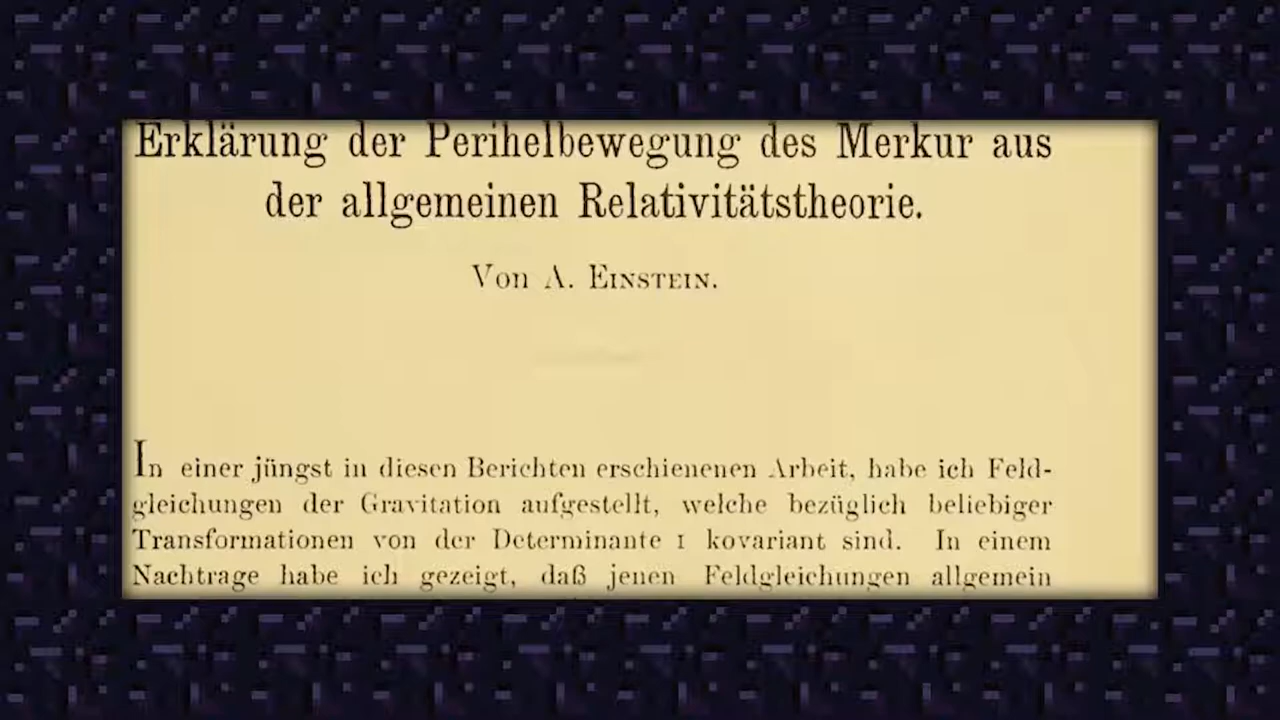 Erklärung der Perihelbewegung des Merkur aus
der allgemeinen Relativitätstheorie.
Von A. Einstein.
In einer jüngst in diesen Berichten erschienenen Arbeit, habe ich Feld-
gleichungen der Gravitation aufgestellt, welche bezüglich beliebiger
Transformationen von der Determinante 1 kovariant sind. In einem
Nachtrage habe ich gezeigt, daß jenen Feldgleichungen allgemein